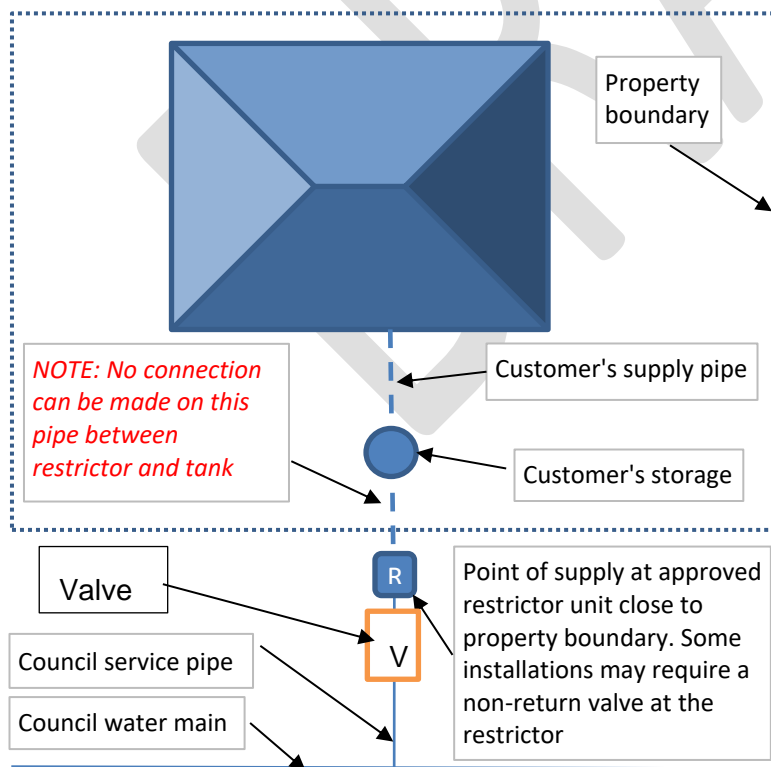 Property
boundary
NOTE: No connection
can be made on this
pipe between
restrictor and tank
Customer's supply pipe
Customer's storage
Valve
R
V
Point of supply at approved
restrictor unit close to
property boundary. Some
installations may require a
non-return valve at the
restrictor
Council service pipe
Council water main